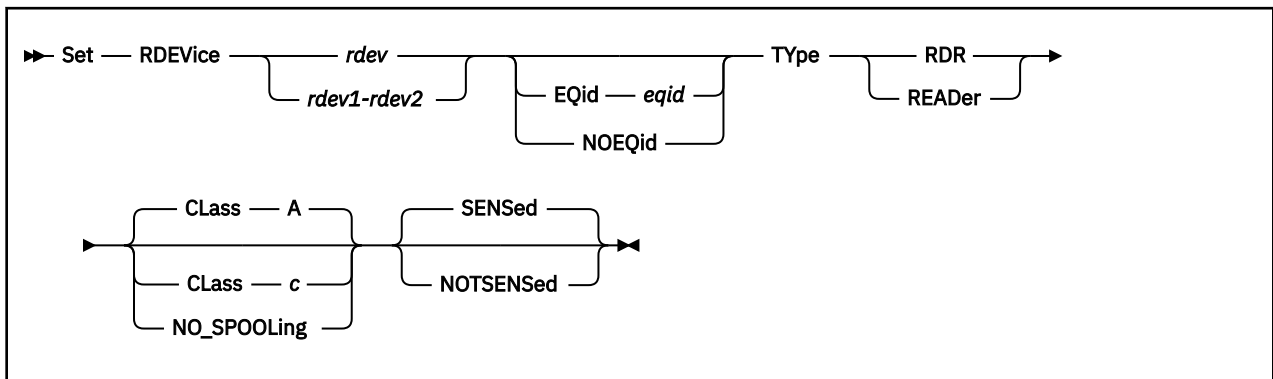 Set RDEVice rdev TYpe RDR
rdev1-rdev2 EQid eqid READer
NOEQid
CLass A SENSed
CLass c NOTSENSed
NO_SPOOLing